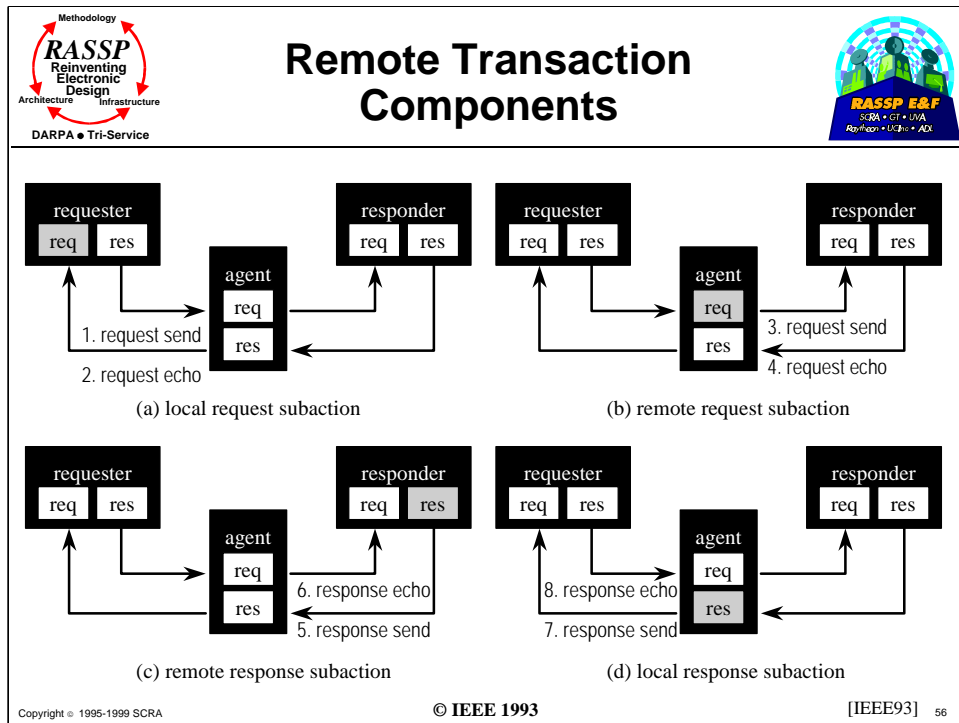 Methodology
RASSP
Reinventing
Electronic
Design
Architecture Infrastructure
DARPA ● Tri-Service
Remote Transaction
Components
RASSP E&F
SCRA • GT • UVA
Raytheon • UCinc • ADL
requester
req res
responder
req res
agent
req
res
1. request send
2. request echo
(a) local request subaction
requester
req res
responder
req res
agent
req
res
3. request send
4. request echo
(b) remote request subaction
requester
req res
responder
req res
agent
req
res
6. response echo
5. response send
(c) remote response subaction
requester
req res
responder
req res
agent
req
res
8. response echo
7. response send
(d) local response subaction
Copyright © 1995-1999 SCRA
© IEEE 1993
[IEEE93] 56